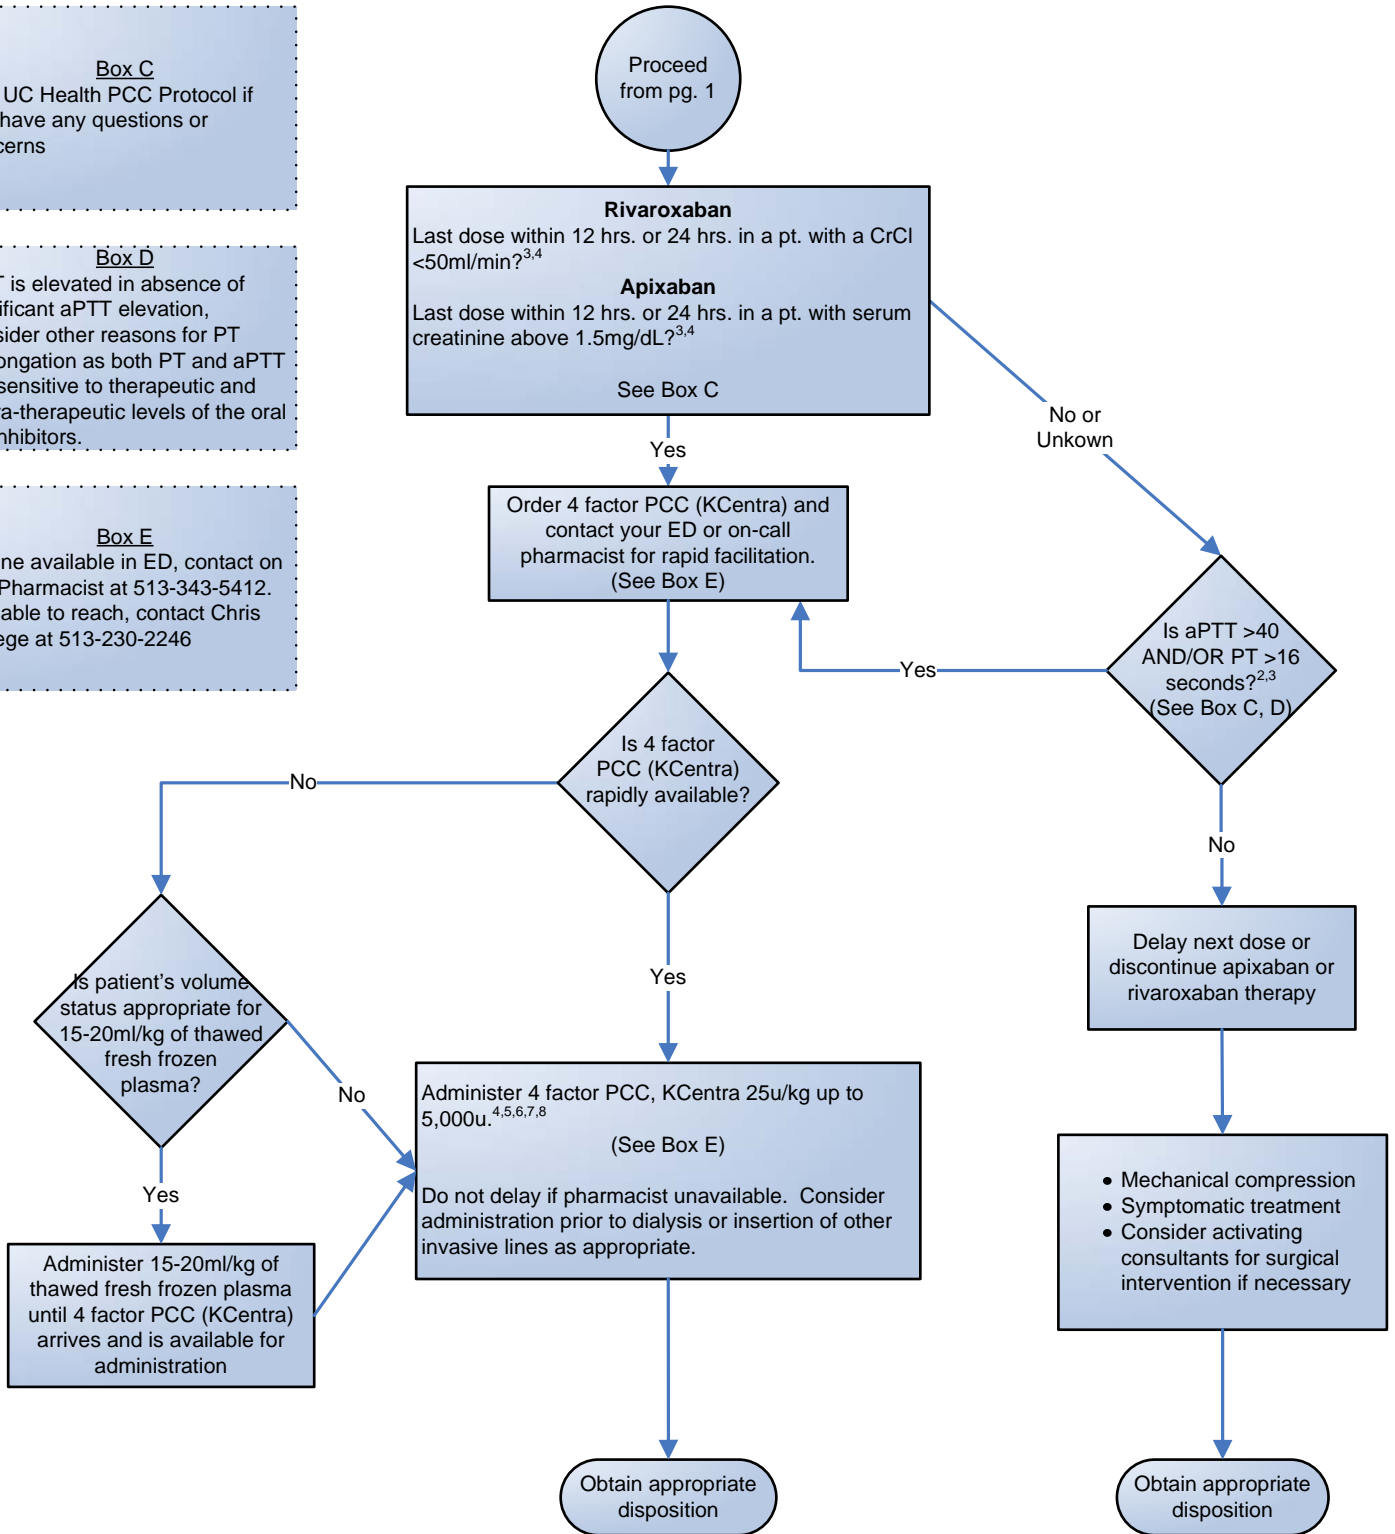 Box C
UC Health PCC Protocol if
have any questions or
Box D
is elevated in absence of
aPTT elevation,
other reasons for PT
as both PT and aPTT
sensitive to therapeutic and
-therapeutic levels of the oral
Box E
available in ED, contact on
Pharmacist at 513-343-5412.
to reach, contact Chris
at 513-230-2246
Proceed
from pg. 1
Rivaroxaban
Last dose within 12 hrs. or 24 hrs. in a pt. with a CrCl
<50ml/min?3,4
Apixaban
Last dose within 12 hrs. or 24 hrs. in a pt. with serum
creatinine above 1.5mg/dL?3,4
See Box C
Yes
No or
Unkown
Order 4 factor PCC (KCentra) and
contact your ED or on-call
pharmacist for rapid facilitation.
(See Box E)
Is aPTT >40
AND/OR PT >16
seconds?2,3
(See Box C, D)
Yes
No
Is 4 factor
PCC (KCentra)
rapidly available?
No
Yes
Is patient’s volume
status appropriate for
15-20ml/kg of thawed
fresh frozen
plasma?
No
Yes
Administer 15-20ml/kg of
thawed fresh frozen plasma
until 4 factor PCC (KCentra)
arrives and is available for
administration
Administer 4 factor PCC, KCentra 25u/kg up to
5,000u.4,5,6,7,8
(See Box E)
Do not delay if pharmacist unavailable. Consider
administration prior to dialysis or insertion of other
invasive lines as appropriate.
Obtain appropriate
disposition
Delay next dose or
discontinue apixaban or
rivaroxaban therapy
• Mechanical compression
• Symptomatic treatment
• Consider activating
consultants for surgical
intervention if necessary
Obtain appropriate
disposition